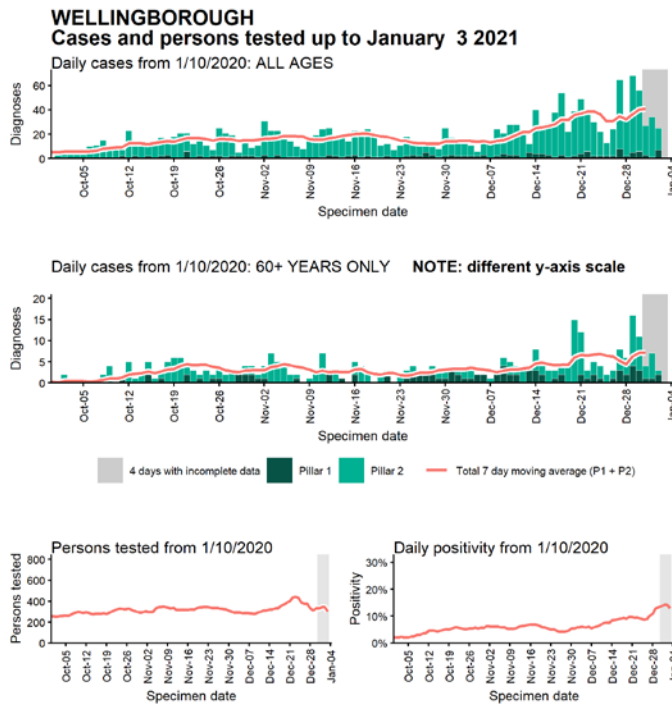 WELLINGBOROUGH
Cases and persons tested up to January 3 2021
Daily cases from 1/10/2020: ALL AGES
Diagnoses
60
40
20
0
Oct-05
Oct-12
Oct-19
Oct-26
Nov-02
Nov-09
Nov-16
Nov-23
Nov-30
Dec-07
Dec-14
Dec-21
Dec-28
Jan-04
Specimen date
Daily cases from 1/10/2020: 60+ YEARS ONLY NOTE: different y-axis scale
Diagnoses
20
15
10
5
0
Oct-05
Oct-12
Oct-19
Oct-26
Nov-02
Nov-09
Nov-16
Nov-23
Nov-30
Dec-07
Dec-14
Dec-21
Dec-28
Jan-04
Specimen date
4 days with incomplete data Pillar 1 Pillar 2 Total 7 day moving average (P1 + P2)
Persons tested from 1/10/2020
Persons tested
800
600
400
200
0
Oct-05
Oct-12
Oct-19
Oct-26
Nov-02
Nov-09
Nov-16
Nov-23
Nov-30
Dec-07
Dec-14
Dec-21
Dec-28
Jan-04
Specimen date
Daily positivity from 1/10/2020
Positivity
30%
20%
10%
0%
Oct-05
Oct-12
Oct-19
Oct-26
Nov-02
Nov-09
Nov-16
Nov-23
Nov-30
Dec-07
Dec-14
Dec-21
Dec-28
Jan-04
Specimen date